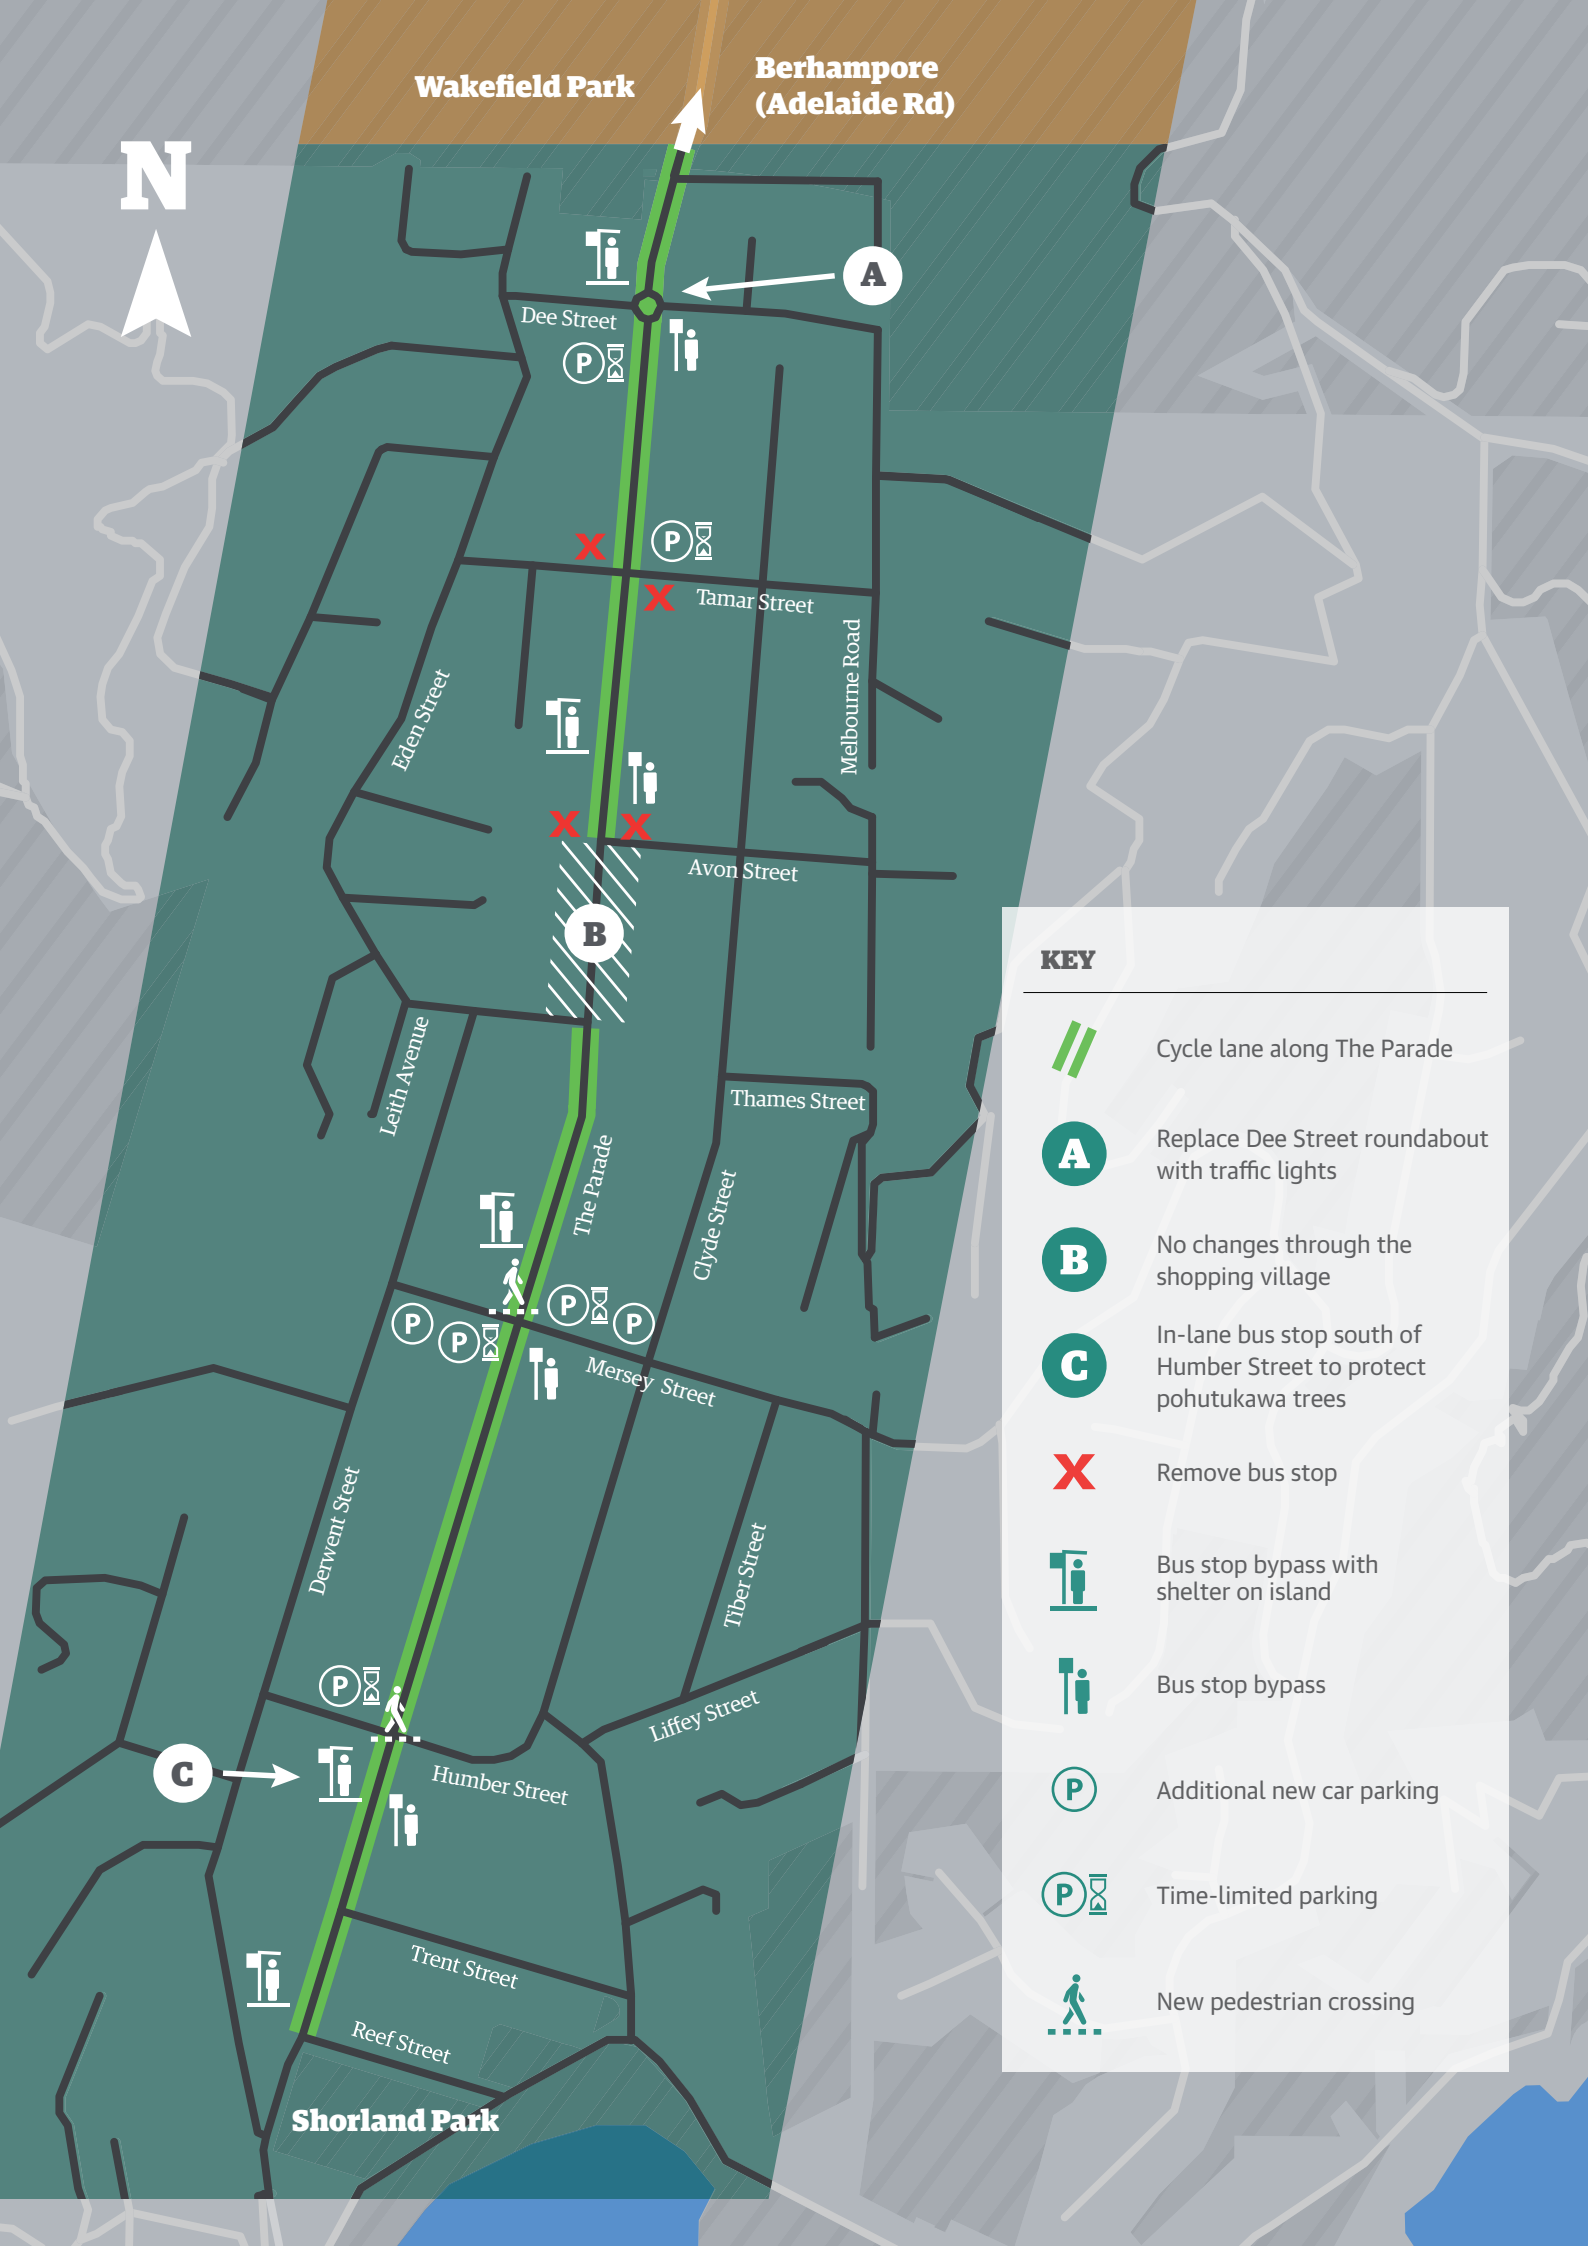 Wakefield Park
Berhampore
(Adelaide Rd)
N
A
Dee Street
P
P
X
X
Tamar Street
Melbourne Road
Eden Street
X
X
Avon Street
B
Leith Avenue
Thames Street
The Parade
Clyde Street
P
P
P
P
Mersey Street
Derwent Steet
Tiber Street
P
Liffey Street
C
Humber Street
Trent Street
Reef Street
Shorland Park
KEY
Cycle lane along The Parade
A
Replace Dee Street roundabout
with traffic lights
B
No changes through the
shopping village
C
In-lane bus stop south of
Humber Street to protect
pohutukawa trees
X
Remove bus stop
Bus stop bypass with
shelter on island
Bus stop bypass
P
Additional new car parking
P
Time-limited parking
New pedestrian crossing